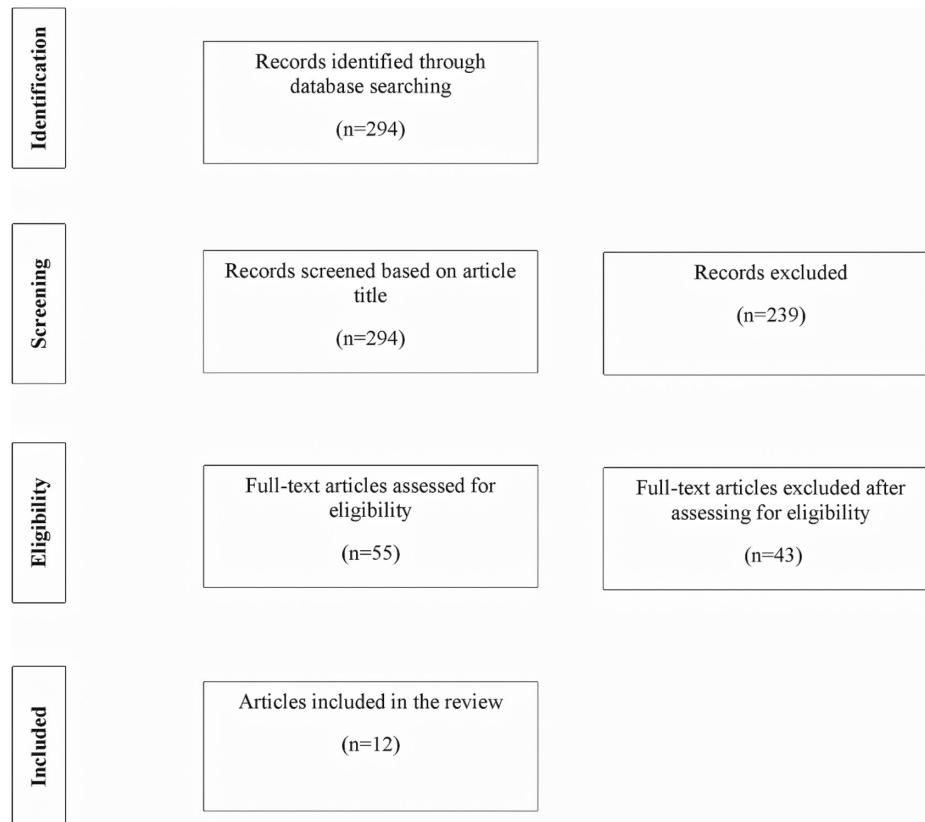 Identification
Records identified through
database searching
(n=294)
Screening
Records screened based on article
title
(n=294)
Records excluded
(n=239)
Eligibility
Full-text articles assessed for
eligibility
(n=55)
Full-text articles excluded after
assessing for eligibility
(n=43)
Included
Articles included in the review
(n=12)